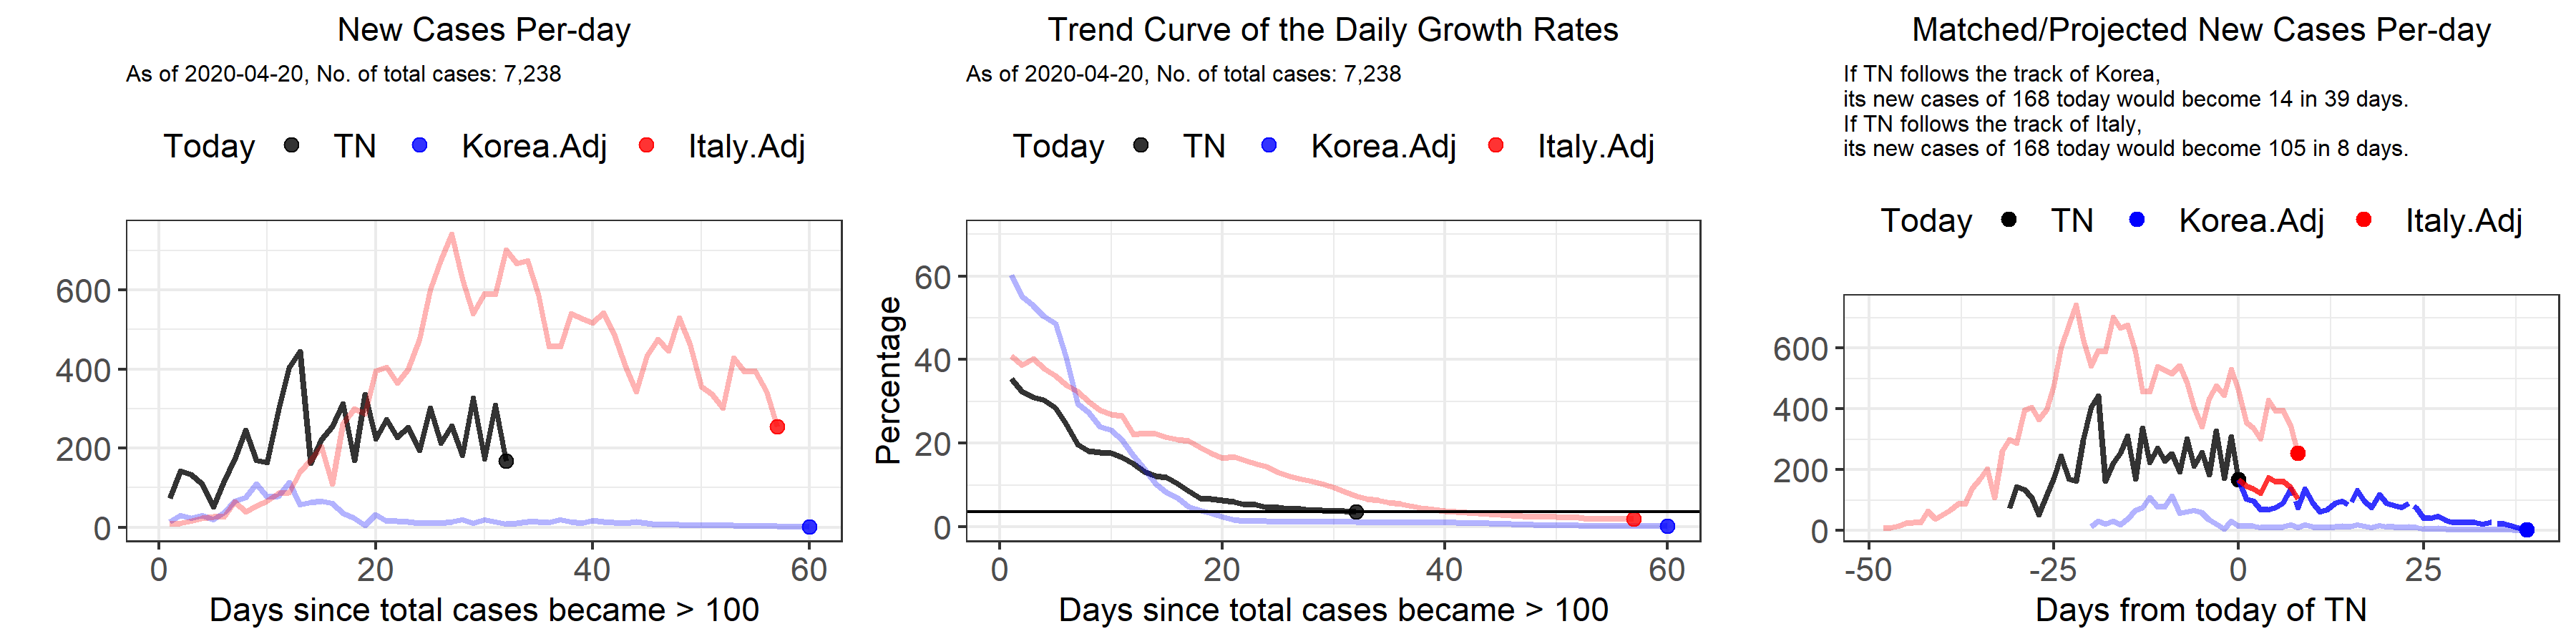 New Cases Per-day
As of 2020-04-20, No. of total cases: 7,238
Today TN Korea.Adj Italy.Adj
600
400
200
0
0 20 40 60
Days since total cases became > 100
Trend Curve of the Daily Growth Rates
As of 2020-04-20, No. of total cases: 7,238
Today TN Korea.Adj Italy.Adj
Percentage
60
40
20
0
0 20 40 60
Days since total cases became > 100
Matched/Projected New Cases Per-day
If TN follows the track of Korea,
its new cases of 168 today would become 14 in 39 days.
If TN follows the track of Italy,
its new cases of 168 today would become 105 in 8 days.
Today TN Korea.Adj Italy.Adj
600
400
200
0
-50 -25 0 25
Days from today of TN